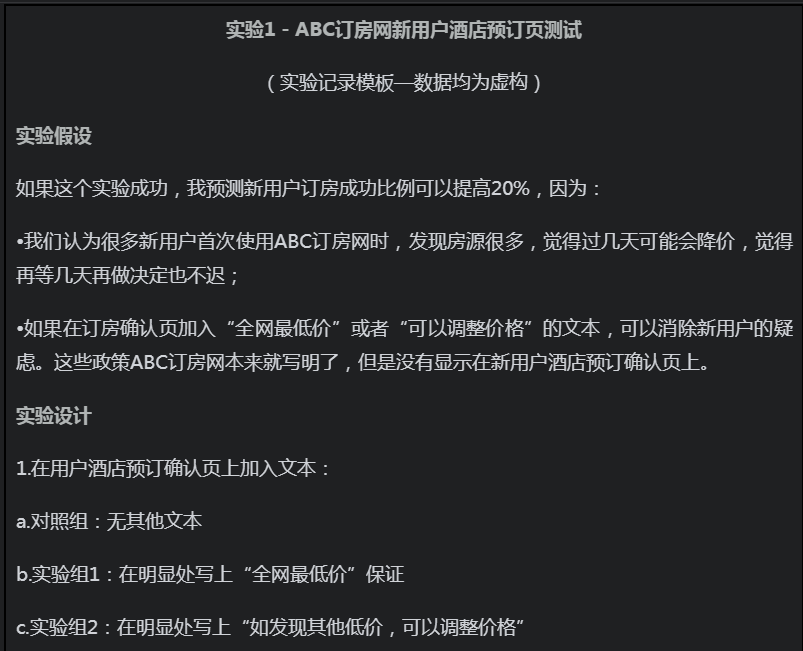 实验1 - ABC订房网新用户酒店预订页测试
（实验记录模板—数据均为虚构）
实验假设
如果这个实验成功，我预测新用户订房成功比例可以提高20%，因为：
•我们认为很多新用户首次使用ABC订房网时，发现房源很多，觉得过几天可能会降价，觉得
再等几天再做决定也不迟；
•如果在订房确认页加入“全网最低价”或者“可以调整价格”的文本，可以消除新用户的疑
虑。这些政策ABC订房网本来就写明了，但是没有显示在新用户酒店预订确认页上。
实验设计
1.在用户酒店预订确认页上加入文本：
a.对照组：无其他文本
b.实验组1：在明显处写上“全网最低价”保证
c.实验组2：在明显处写上“如发现其他低价，可以调整价格”